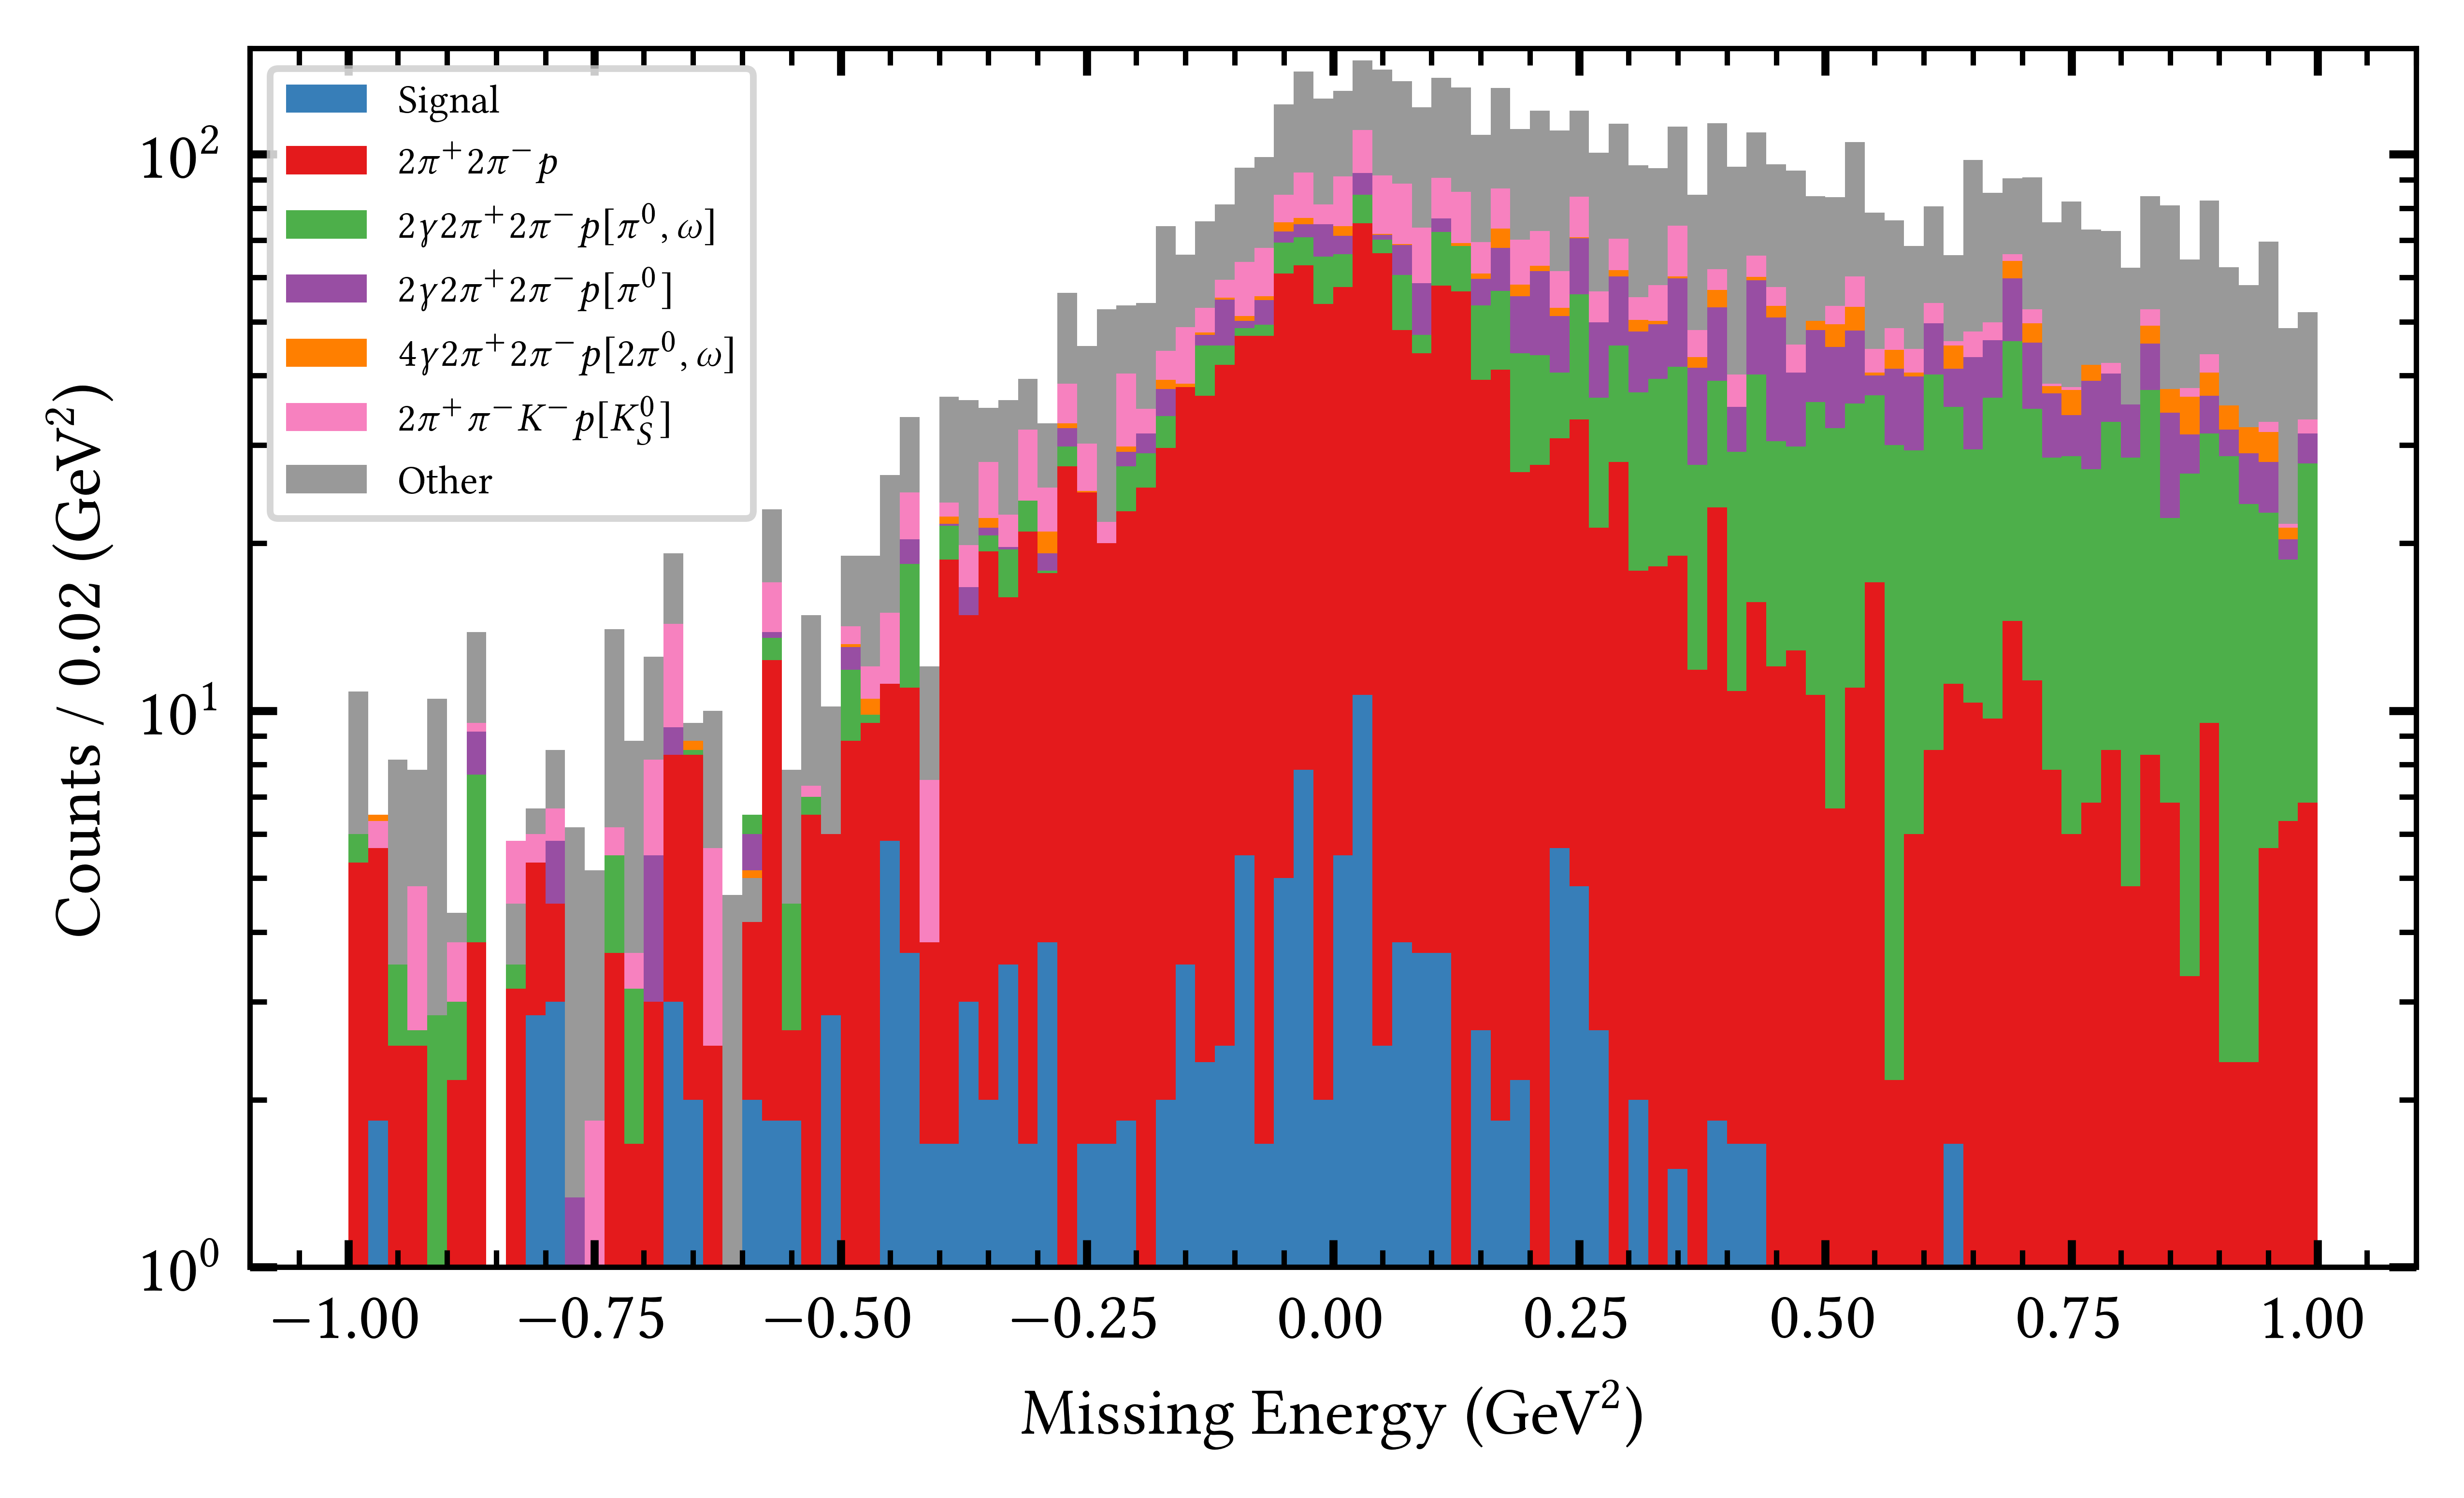 Signal
2π⁺2π⁻p
2γ2π⁺2π⁻p[π⁰, ω]
2γ2π⁺2π⁻p[π⁰]
4γ2π⁺2π⁻p[2π⁰, ω]
2π⁺π⁻K⁻p[K_S⁰]
Other
10²
10¹
10⁰
Counts / 0.02 (GeV²)
−1.00 −0.75 −0.50 −0.25 0.00 0.25 0.50 0.75 1.00
Missing Energy (GeV²)